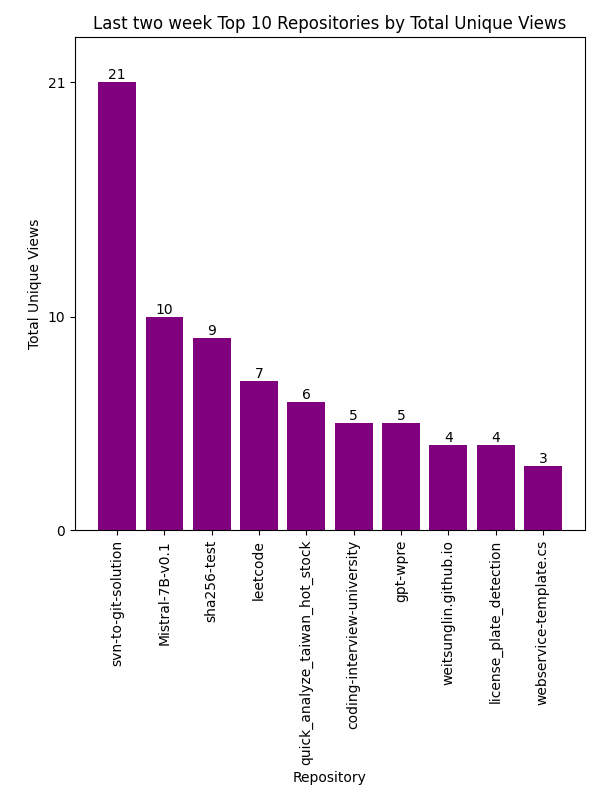 Last two week Top 10 Repositories by Total Unique Views
Total Unique Views
21
10
0
21
10
9
7
6
5
5
4
4
3
svn-to-git-solution
Mistral-7B-v0.1
sha256-test
leetcode
quick_analyze_taiwan_hot_stock
coding-interview-university
gpt-wpre
weitsunglin.github.io
license_plate_detection
webservice-template.cs
Repository